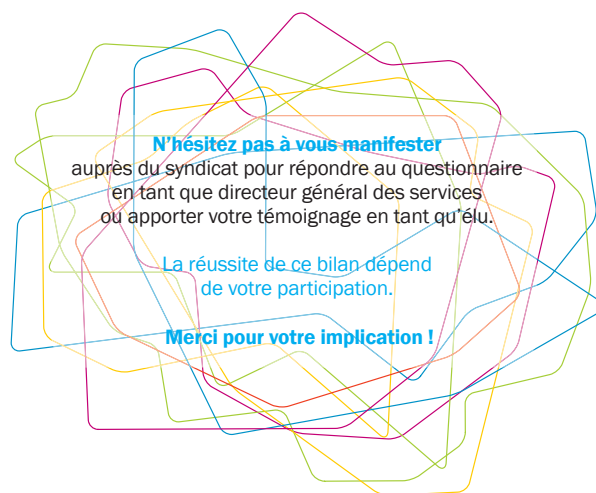 N'hésitez pas à vous manifester
auprès du syndicat pour répondre au questionnaire
en tant que directeur général des services
ou apporter votre témoignage en tant qu'élu.
La réussite de ce bilan dépend
de votre participation.
Merci pour votre implication !